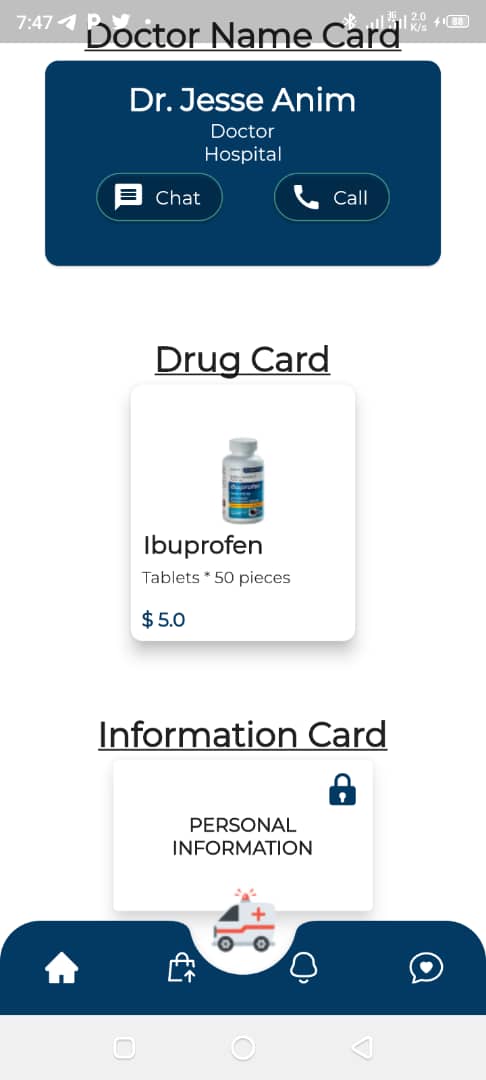 7:47
2.0
K/s
88
Doctor Name Card
Dr. Jesse Anim
Doctor
Hospital
Chat
Call
Drug Card
Ibuprofen
Ibuprofen
Tablets * 50 pieces
$ 5.0
Information Card
PERSONAL
INFORMATION